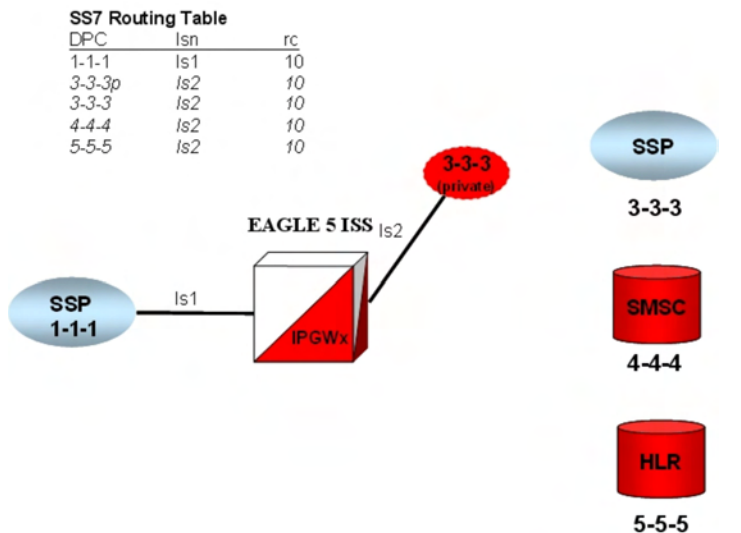 SS7 Routing Table
DPC lsn rc
1-1-1 ls1 10
3-3-3p ls2 10
3-3-3 ls2 10
4-4-4 ls2 10
5-5-5 ls2 10
3-3-3
(private)
SSP
3-3-3
EAGLE 5 ISS
ls2
SSP
1-1-1
ls1
IPGWx
SMSC
4-4-4
HLR
5-5-5